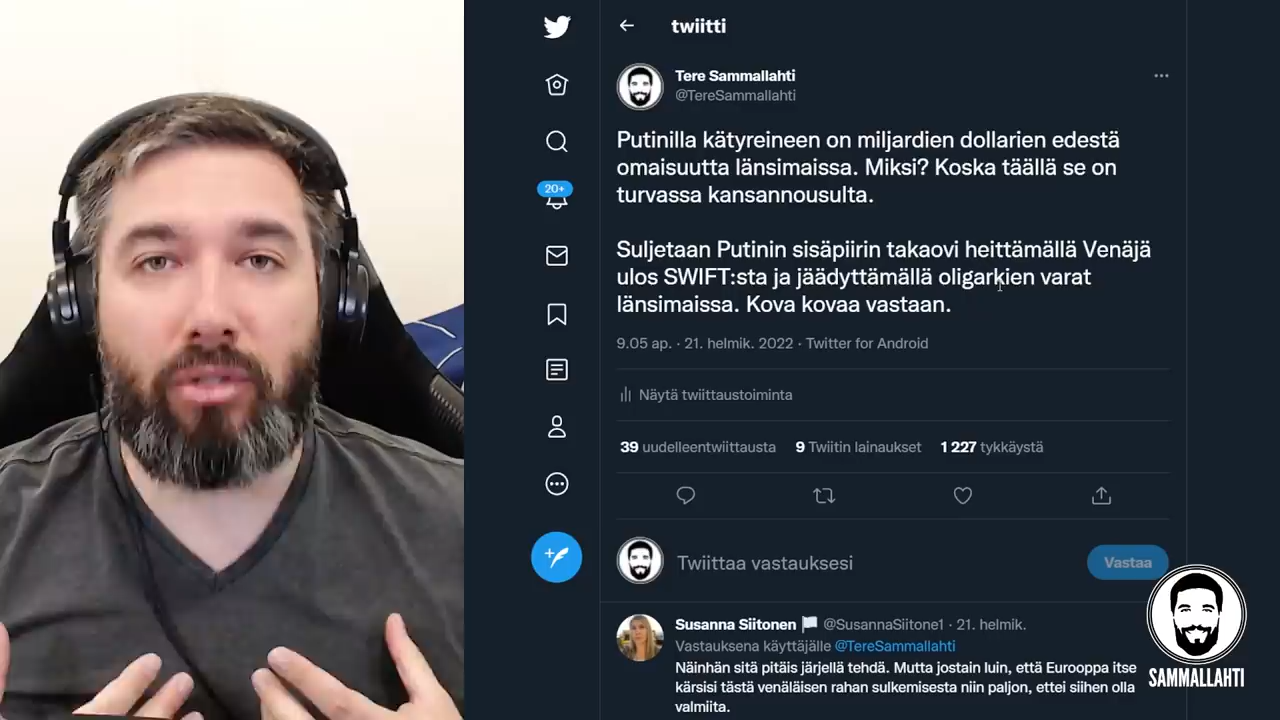 twiitti
Tere Sammallahti
@TereSammallahti
Putinilla kätyreineen on miljardien dollarien edestä
omaisuutta länsimaissa. Miksi? Koska täällä se on
turvassa kansannousulta.
Suljetaan Putinin sisäpiirin takaovi heittämällä Venäjä
ulos SWIFT:sta ja jäädyttämällä oligarkien varat
länsimaissa. Kova kovaa vastaan.
9.05 ap. · 21. helmik. 2022 · Twitter for Android
Näytä twiittaustoiminta
39 uudelleentwiittausta 9 Twiitin lainaukset 1 227 tykkäystä
20+
Twiittaa vastauksesi
Vastaa
Susanna Siitonen @SusannaSiitone1 · 21. helmik.
Vastauksena käyttäjälle @TereSammallahti
Näinhän sitä pitäis järjellä tehdä. Mutta jostain luin, että Eurooppa itse
kärsisi tästä venäläisen rahan sulkemisesta niin paljon, ettei siihen olla
valmiita.
SAMMALLAHTI